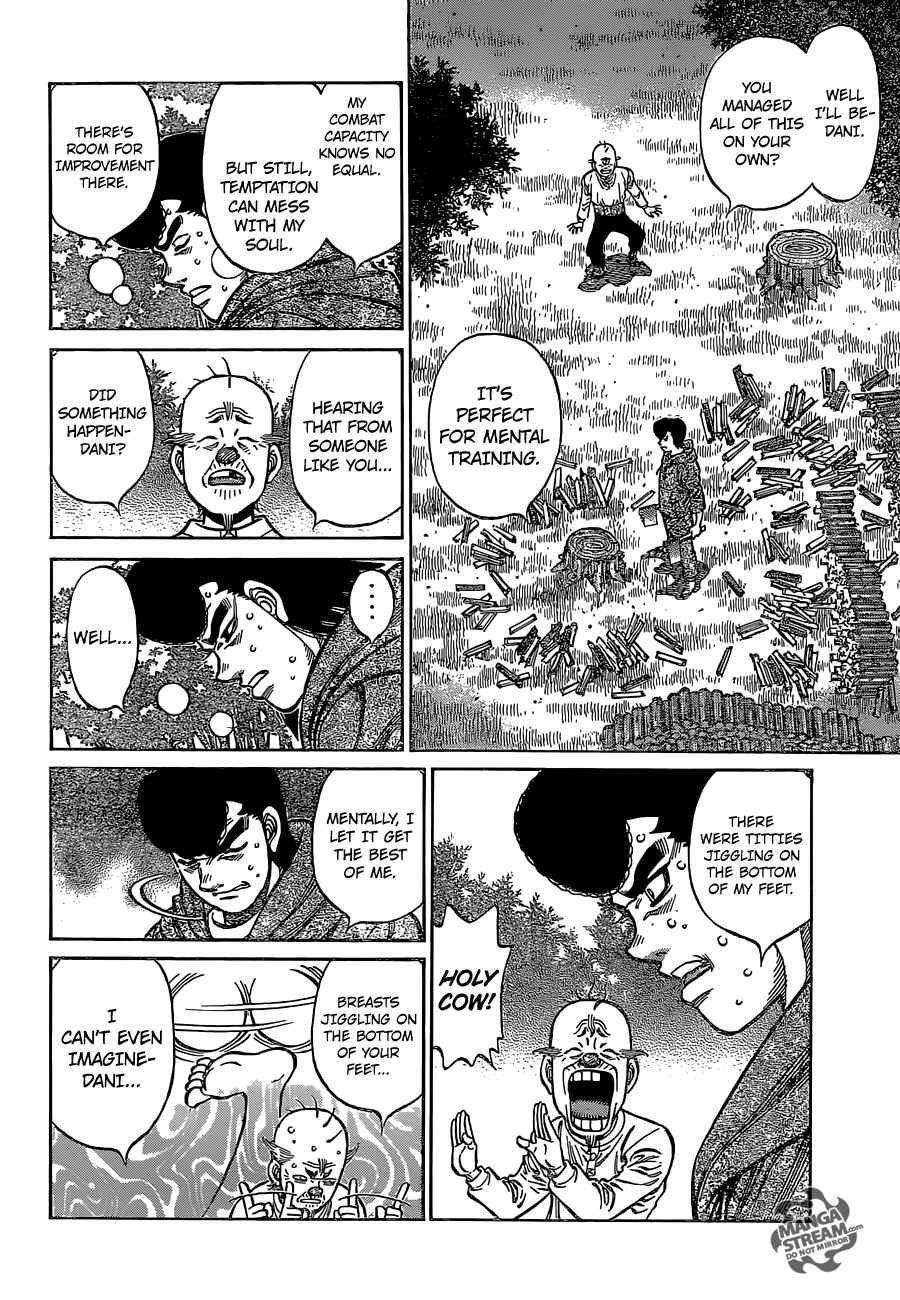 WELL
I'LL BE-
DANI.
YOU
MANAGED
ALL OF THIS
ON YOUR
OWN?
IT'S
PERFECT
FOR MENTAL
TRAINING.
MY
COMBAT
CAPACITY
KNOWS NO
EQUAL.
BUT STILL,
TEMPTATION
CAN MESS
WITH MY
SOUL.
THERE'S
ROOM FOR
IMPROVEMENT
THERE.
HEARING
THAT FROM
SOMEONE
LIKE YOU...
DID
SOMETHING
HAPPEN-
DANI?
....
WELL...
THERE
WERE TITTIES
JIGGLING ON
THE BOTTOM
OF MY FEET.
HOLY
COW!
MENTALLY, I
LET IT GET
THE BEST
OF ME.
BREASTS
JIGGLING ON
THE BOTTOM
OF YOUR
FEET...
I
CAN'T EVEN
IMAGINE-
DANI...
MANGA
STREAM.COM
DO NOT MIRROR